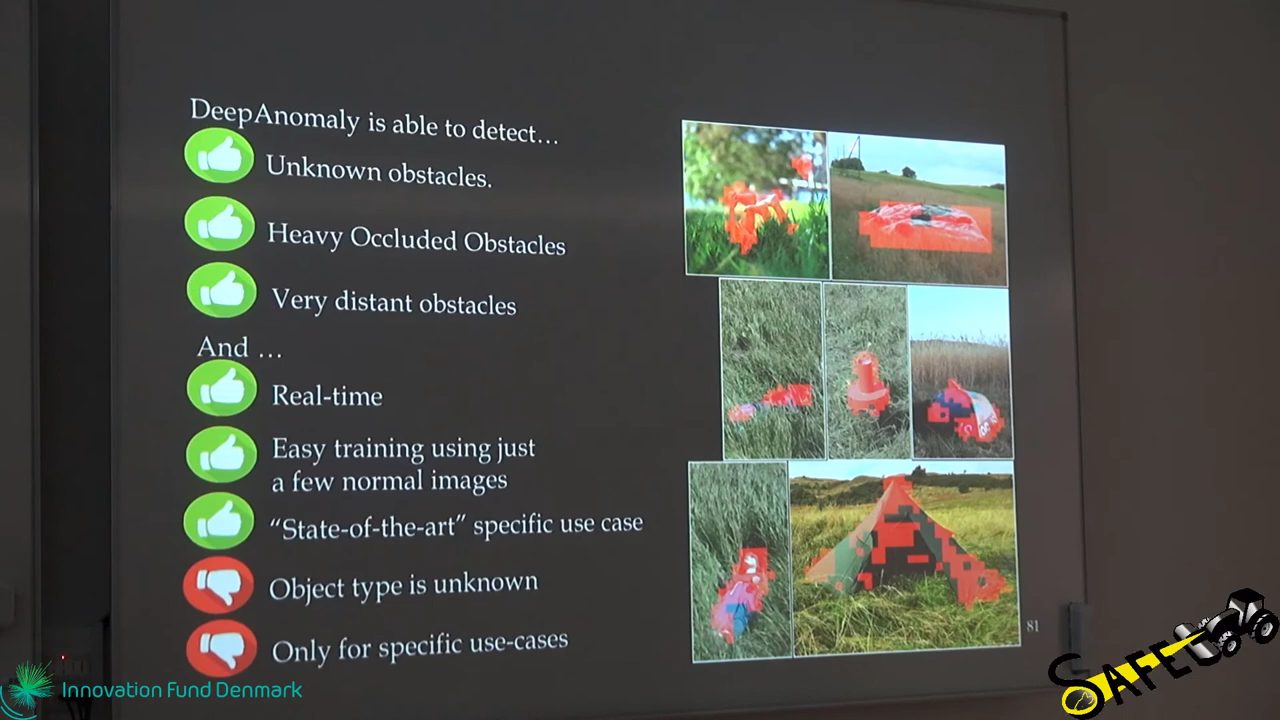 DeepAnomaly is able to detect...
Unknown obstacles.
Heavy Occluded Obstacles
Very distant obstacles
And ...
Real-time
Easy training using just
a few normal images
“State-of-the-art” specific use case
Object type is unknown
Only for specific use-cases
81
Innovation Fund Denmark
SAFE